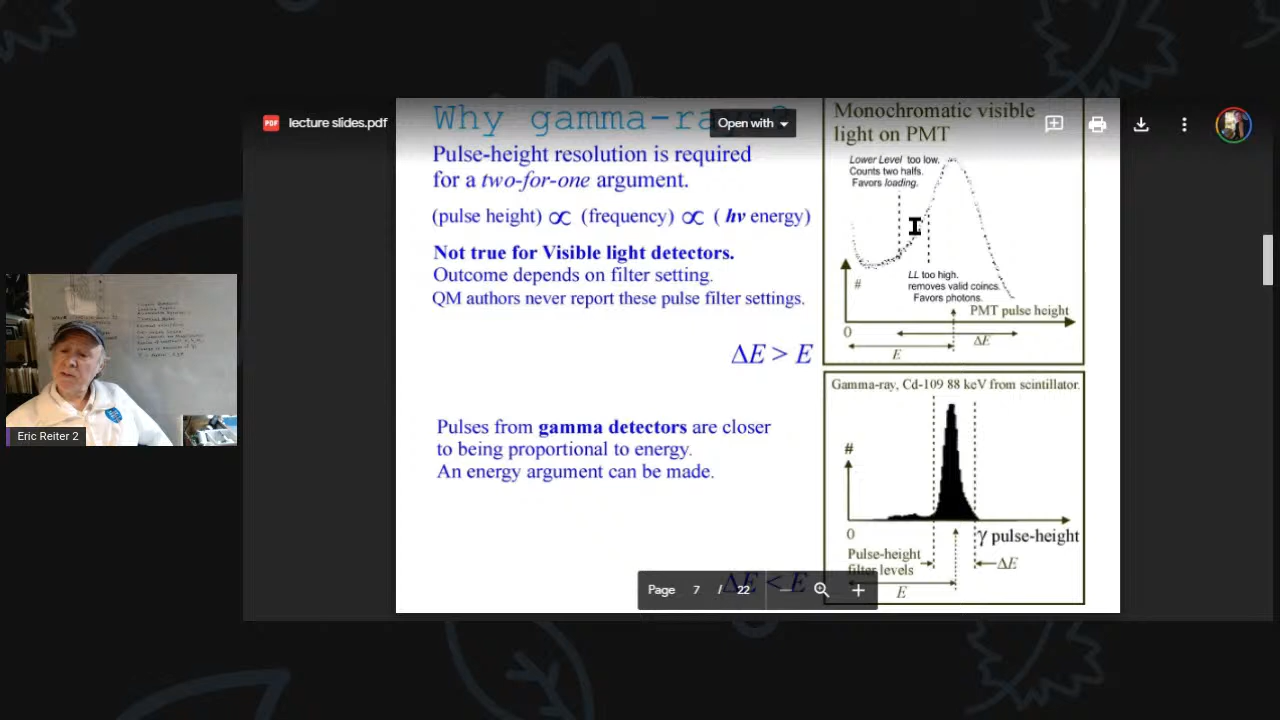 lecture slides.pdf
Open with
Why gamma-rays?
Pulse-height resolution is required
for a two-for-one argument.
(pulse height) ∝ (frequency) ∝ ( hν energy)
Not true for Visible light detectors.
Outcome depends on filter setting.
QM authors never report these pulse filter settings.
ΔE > E
Pulses from gamma detectors are closer
to being proportional to energy.
An energy argument can be made.
ΔE < E
Monochromatic visible
light on PMT
Lower Level too low,
Counts two halfs.
Favors loading.
#
LL too high.
removes valid coincs.
Favors photons.
PMT pulse height
0
ΔE
E
Gamma-ray, Cd-109 88 keV from scintillator.
#
0
γ pulse-height
Pulse-height
filter levels
ΔE
E
Page 7 / 22
Eric Reiter 2
PDF